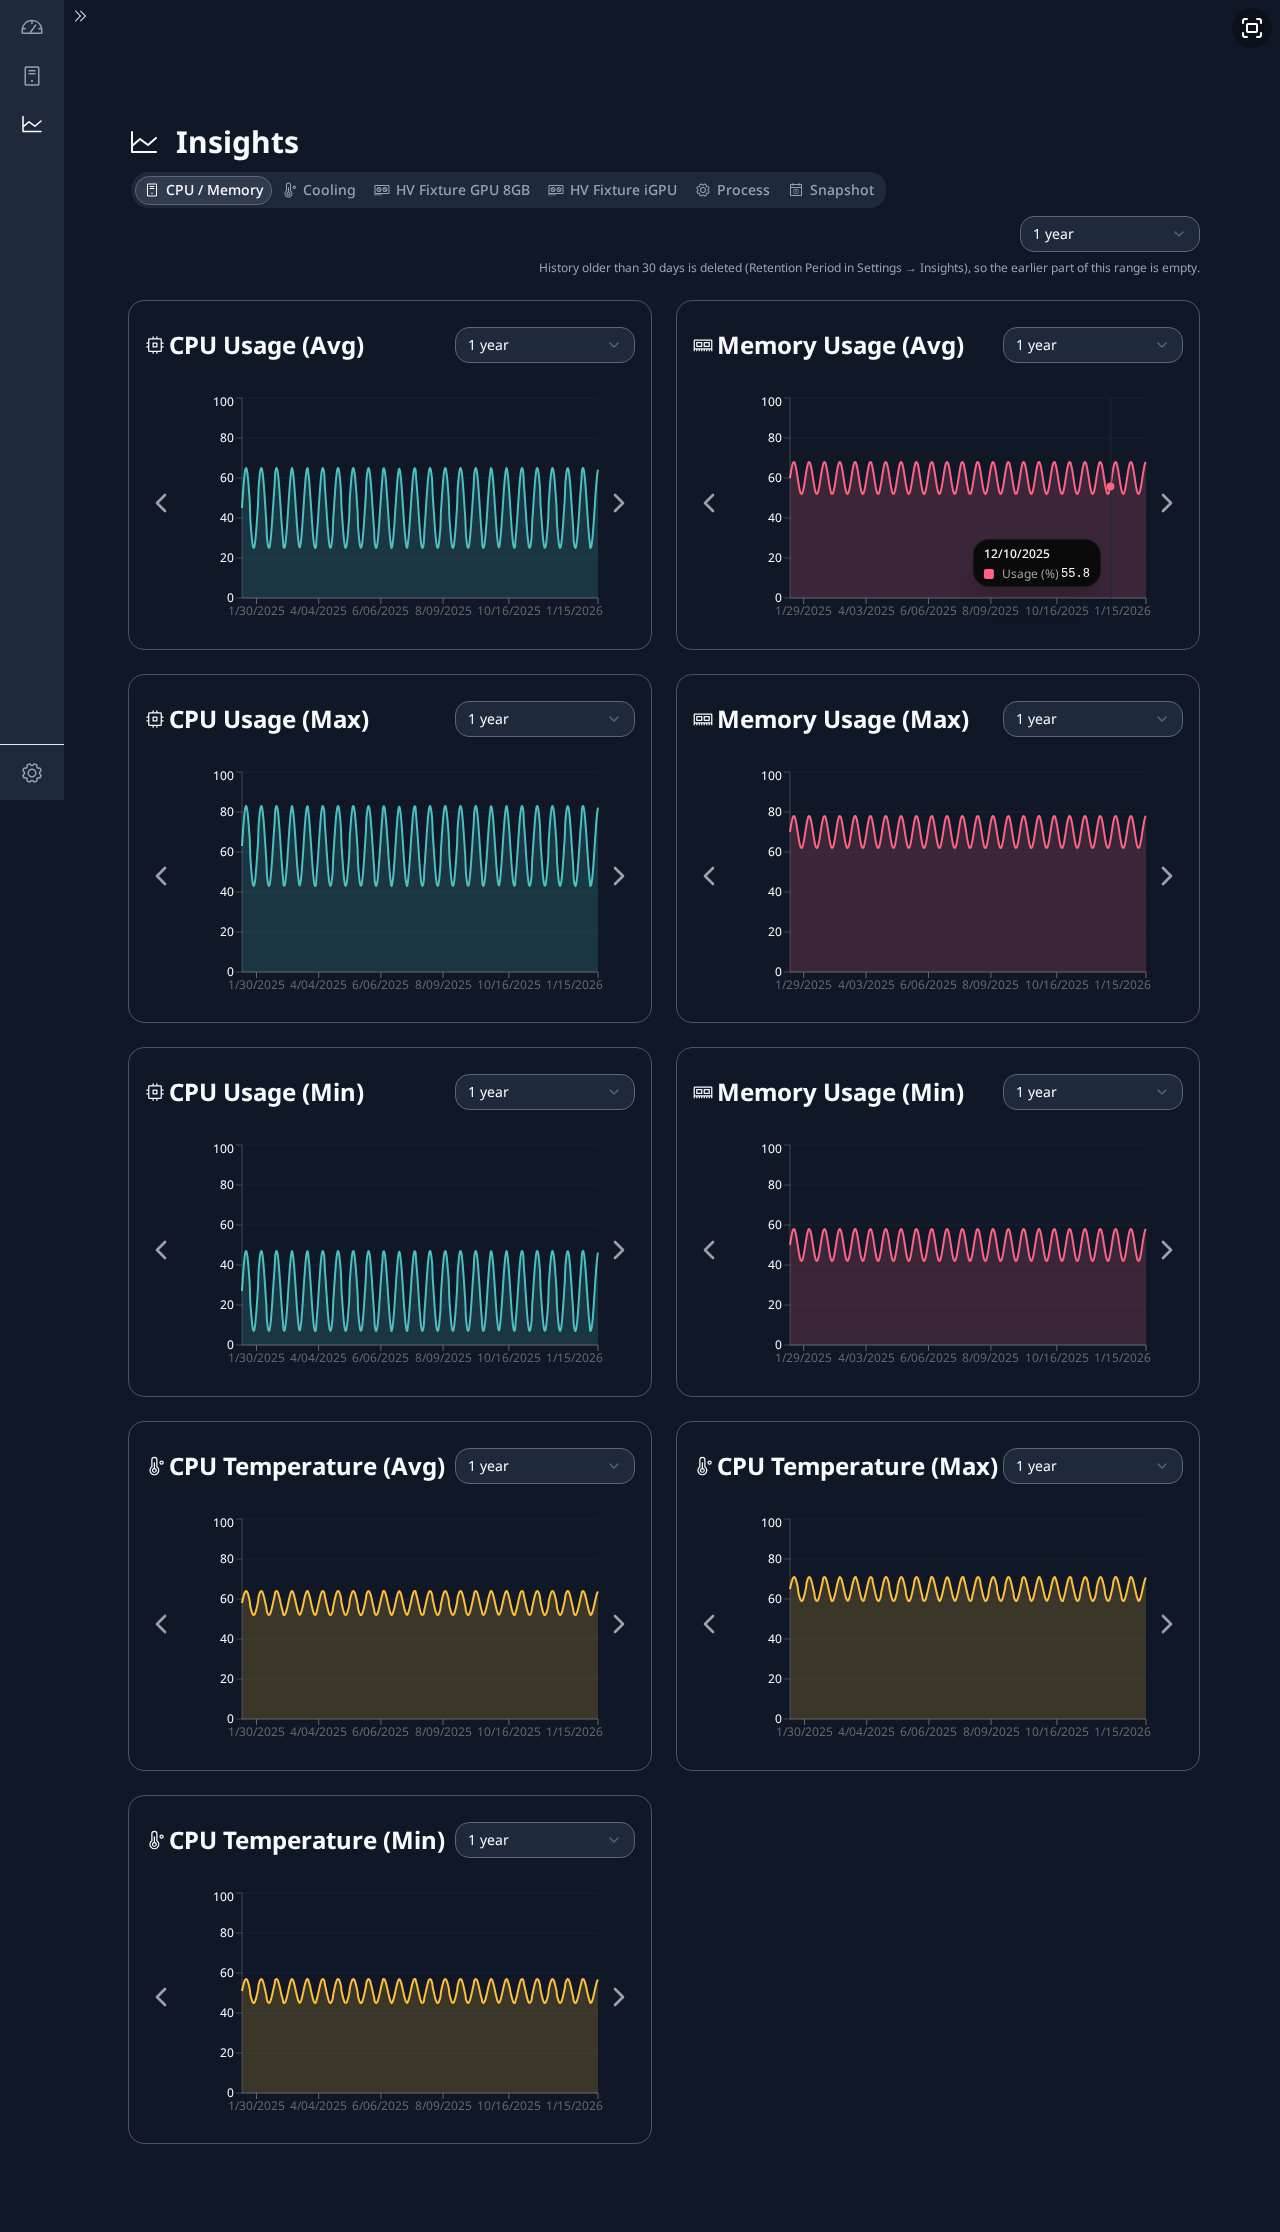 Insights
CPU / Memory Cooling HV Fixture GPU 8GB HV Fixture iGPU Process Snapshot
1 year
History older than 30 days is deleted (Retention Period in Settings → Insights), so the earlier part of this range is empty.
CPU Usage (Avg) 1 year
100
80
60
40
20
0
1/30/2025 4/04/2025 6/06/2025 8/09/2025 10/16/2025 1/15/2026
Memory Usage (Avg) 1 year
100
80
60
40
20
0
12/10/2025
Usage (%) 55.8
1/29/2025 4/03/2025 6/06/2025 8/09/2025 10/16/2025 1/15/2026
CPU Usage (Max) 1 year
100
80
60
40
20
0
1/30/2025 4/04/2025 6/06/2025 8/09/2025 10/16/2025 1/15/2026
Memory Usage (Max) 1 year
100
80
60
40
20
0
1/29/2025 4/03/2025 6/06/2025 8/09/2025 10/16/2025 1/15/2026
CPU Usage (Min) 1 year
100
80
60
40
20
0
1/30/2025 4/04/2025 6/06/2025 8/09/2025 10/16/2025 1/15/2026
Memory Usage (Min) 1 year
100
80
60
40
20
0
1/29/2025 4/03/2025 6/06/2025 8/09/2025 10/16/2025 1/15/2026
CPU Temperature (Avg) 1 year
100
80
60
40
20
0
1/30/2025 4/04/2025 6/06/2025 8/09/2025 10/16/2025 1/15/2026
CPU Temperature (Max) 1 year
100
80
60
40
20
0
1/30/2025 4/04/2025 6/06/2025 8/09/2025 10/16/2025 1/15/2026
CPU Temperature (Min) 1 year
100
80
60
40
20
0
1/30/2025 4/04/2025 6/06/2025 8/09/2025 10/16/2025 1/15/2026